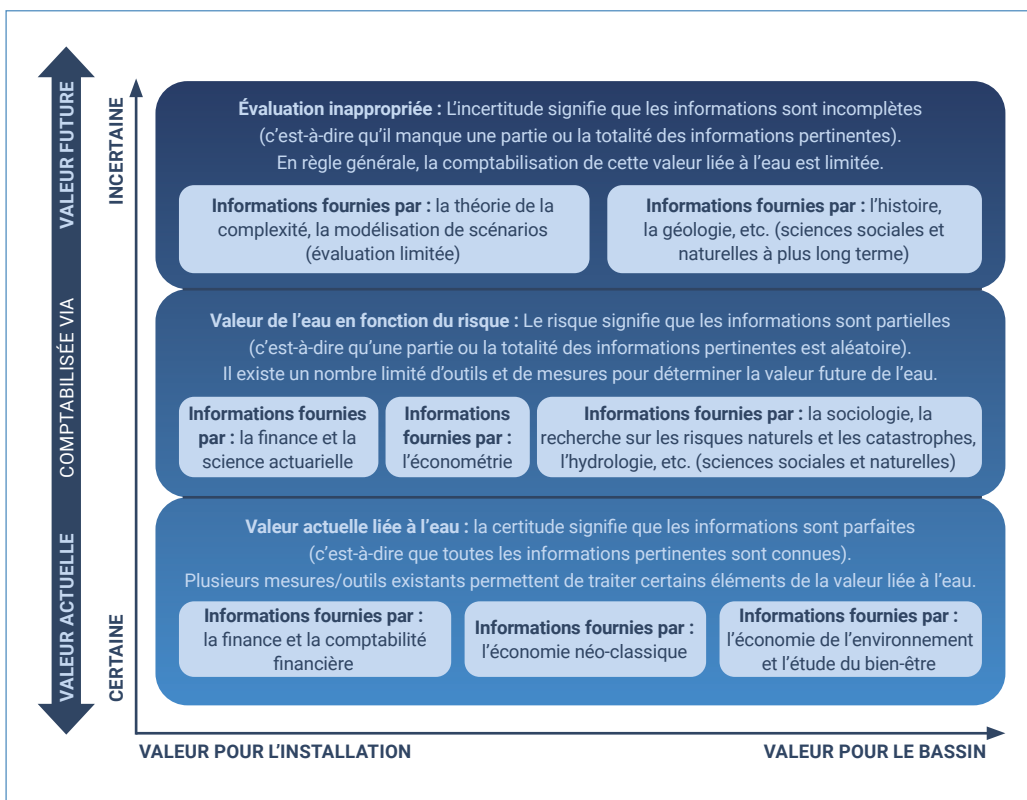 VALEUR FUTURE
COMPTABILISÉE VIA
VALEUR ACTUELLE
INCERTAINE
CERTAINE
Évaluation inappropriée : L’incertitude signifie que les informations sont incomplètes
(c’est-à-dire qu’il manque une partie ou la totalité des informations pertinentes).
En règle générale, la comptabilisation de cette valeur liée à l’eau est limitée.
Informations fournies par : la théorie de la
complexité, la modélisation de scénarios
(évaluation limitée)
Informations fournies par : l’histoire,
la géologie, etc. (sciences sociales et
naturelles à plus long terme)
Valeur de l’eau en fonction du risque : Le risque signifie que les informations sont partielles
(c’est-à-dire qu’une partie ou la totalité des informations pertinentes est aléatoire).
Il existe un nombre limité d’outils et de mesures pour déterminer la valeur future de l’eau.
Informations fournies
par : la finance et la
science actuarielle
Informations
fournies par :
l’économétrie
Informations fournies par : la sociologie, la
recherche sur les risques naturels et les catastrophes,
l’hydrologie, etc. (sciences sociales et naturelles)
Valeur actuelle liée à l’eau : la certitude signifie que les informations sont parfaites
(c’est-à-dire que toutes les informations pertinentes sont connues).
Plusieurs mesures/outils existants permettent de traiter certains éléments de la valeur liée à l’eau.
Informations fournies par :
la finance et la comptabilité
financière
Informations fournies par :
l’économie néo-classique
Informations fournies par :
l’économie de l’environnement
et l’étude du bien-être
VALEUR POUR L’INSTALLATION
VALEUR POUR LE BASSIN